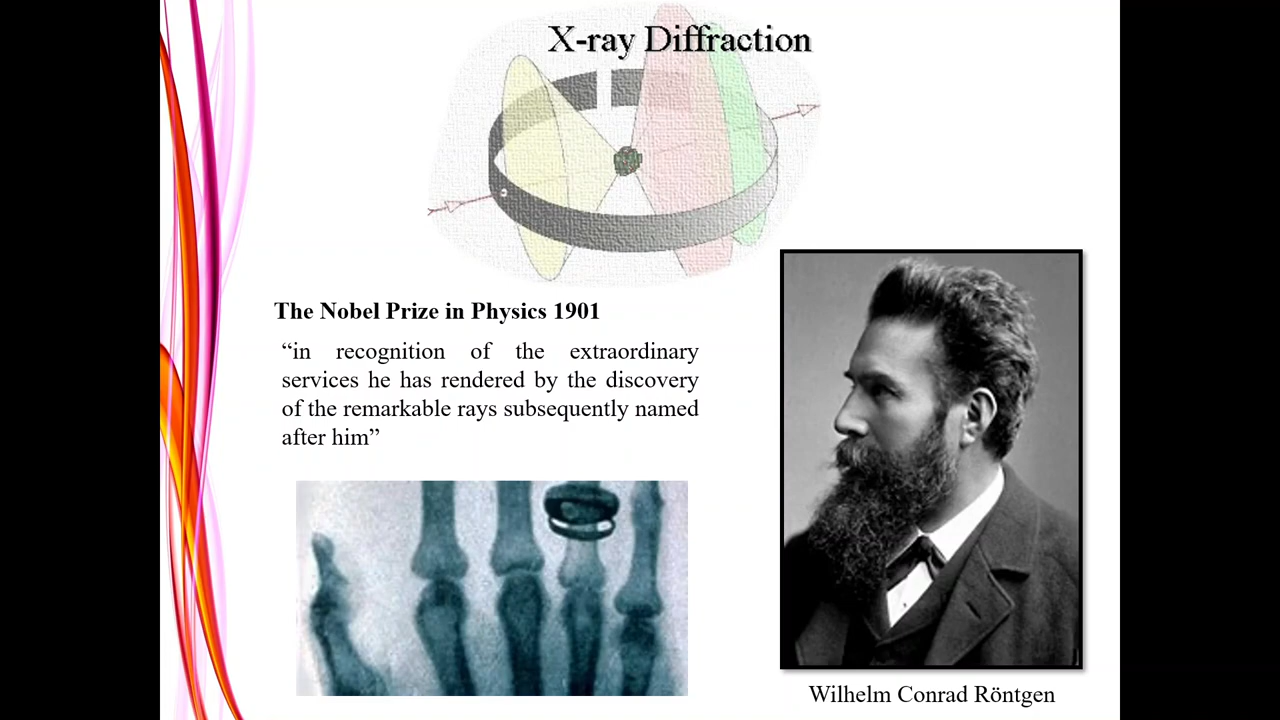 X-ray Diffraction
The Nobel Prize in Physics 1901
“in recognition of the extraordinary
services he has rendered by the discovery
of the remarkable rays subsequently named
after him”
Wilhelm Conrad Röntgen